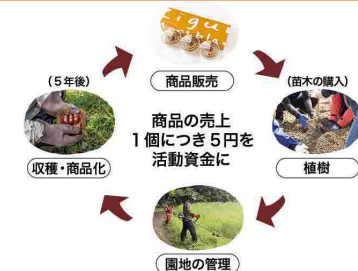 商品販売
(5年後)
(苗木の購入)
商品の売上
1個につき5円を
活動資金に
収穫・商品化
植樹
園地の管理